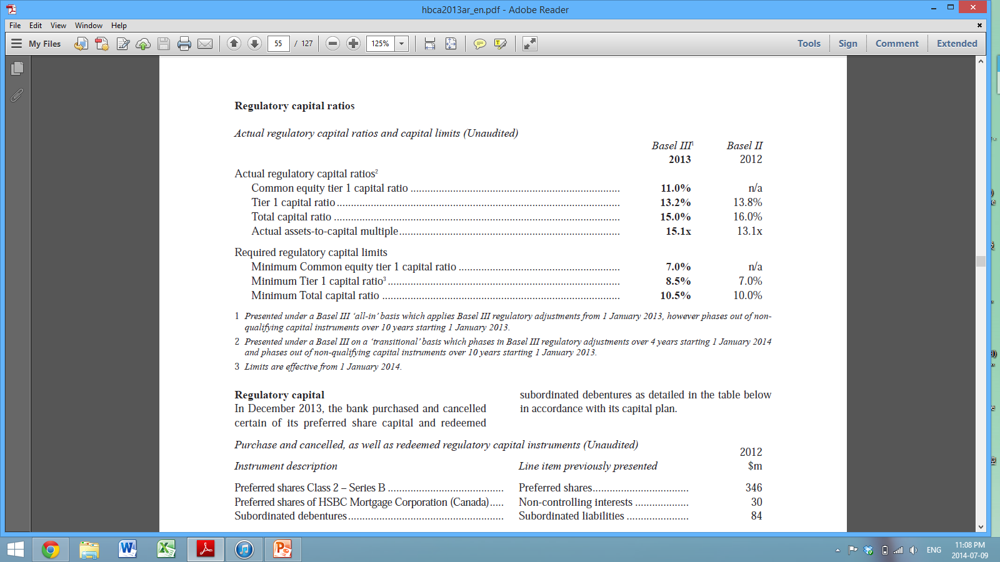 hbca2013ar_en.pdf - Adobe Reader
File Edit View Window Help
My Files 55 / 127 125% Tools Sign Comment Extended
Regulatory capital ratios
Actual regulatory capital ratios and capital limits (Unaudited)
Basel III1 Basel II
2013 2012
Actual regulatory capital ratios2
Common equity tier 1 capital ratio 11.0% n/a
Tier 1 capital ratio 13.2% 13.8%
Total capital ratio 15.0% 16.0%
Actual assets-to-capital multiple 15.1x 13.1x
Required regulatory capital limits
Minimum Common equity tier 1 capital ratio 7.0% n/a
Minimum Tier 1 capital ratio3 8.5% 7.0%
Minimum Total capital ratio 10.5% 10.0%
1 Presented under a Basel III ‘all-in’ basis which applies Basel III regulatory adjustments from 1 January 2013, however phases out of non-
qualifying capital instruments over 10 years starting 1 January 2013.
2 Presented under a Basel III on a ‘transitional’ basis which phases in Basel III regulatory adjustments over 4 years starting 1 January 2014
and phases out of non-qualifying capital instruments over 10 years starting 1 January 2013.
3 Limits are effective from 1 January 2014.
Regulatory capital
In December 2013, the bank purchased and cancelled
certain of its preferred share capital and redeemed
subordinated debentures as detailed in the table below
in accordance with its capital plan.
Purchase and cancelled, as well as redeemed regulatory capital instruments (Unaudited)
2012
Instrument description Line item previously presented $m
Preferred shares Class 2 – Series B Preferred shares 346
Preferred shares of HSBC Mortgage Corporation (Canada) Non-controlling interests 30
Subordinated debentures Subordinated liabilities 84
ENG 11:08 PM
2014-07-09